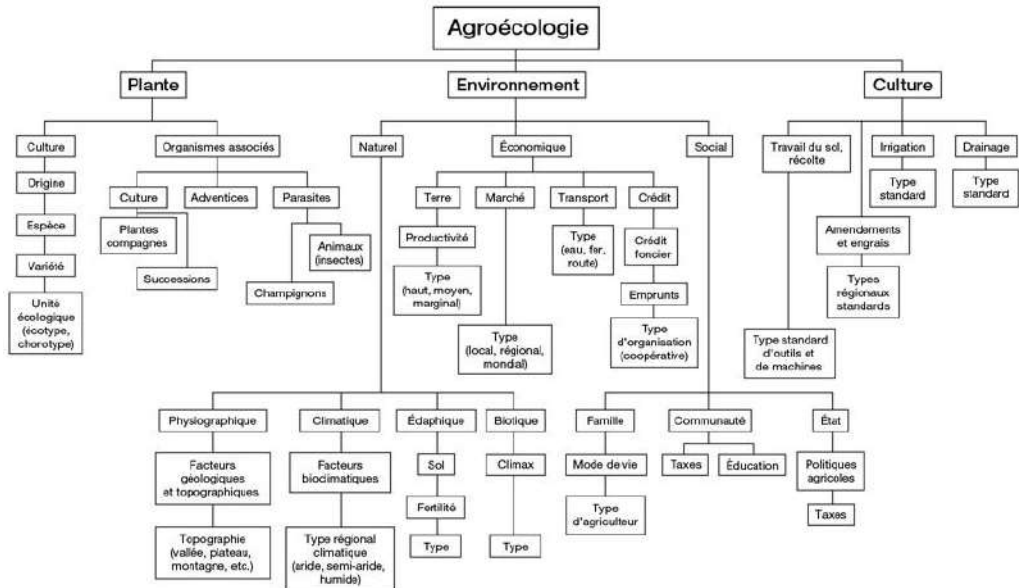 Agroécologie
Plante
Environnement
Culture
Culture
Organismes associés
Naturel
Économique
Social
Travail du sol,
récolte
Irrigation
Drainage
Origine
Cuture
Adventices
Parasites
Terre
Marché
Transport
Crédit
Type
standard
Type
standard
Espèce
Plantes
compagnes
Animaux
(insectes)
Productivité
Type
(eau, fer,
route)
Crédit
foncier
Amendements
et engrais
Variété
Successions
Champignons
Type
(haut, moyen,
marginal)
Emprunts
Types
régionaux
standards
Unité
écologique
(écotype,
chorotype)
Type
(local, régional,
mondial)
Type
d'organisation
(coopérative)
Type standard
d'outils et
de machines
Physiographique
Climatique
Édaphique
Biotique
Famille
Communauté
État
Facteurs
géologiques
et topographiques
Facteurs
bioclimatiques
Sol
Climax
Mode de vie
Taxes
Éducation
Politiques
agricoles
Fertilité
Type
d'agriculteur
Taxes
Topographie
(vallée, plateau,
montagne, etc.)
Type régional
climatique
(aride, semi-aride,
humide)
Type
Type